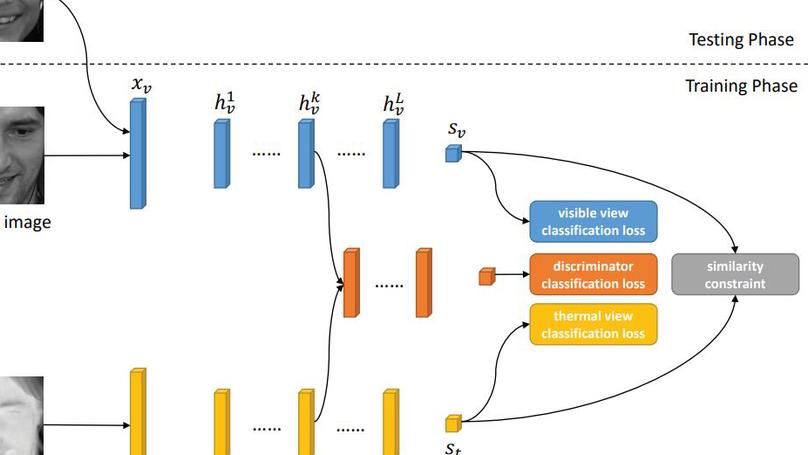 Testing Phase
Training Phase
x_v
h_v^1
h_v^k
h_v^L
s_v
......
......
image
visible view
classification loss
discriminator
classification loss
similarity
constraint
......
thermal view
classification loss
......
......
s_t